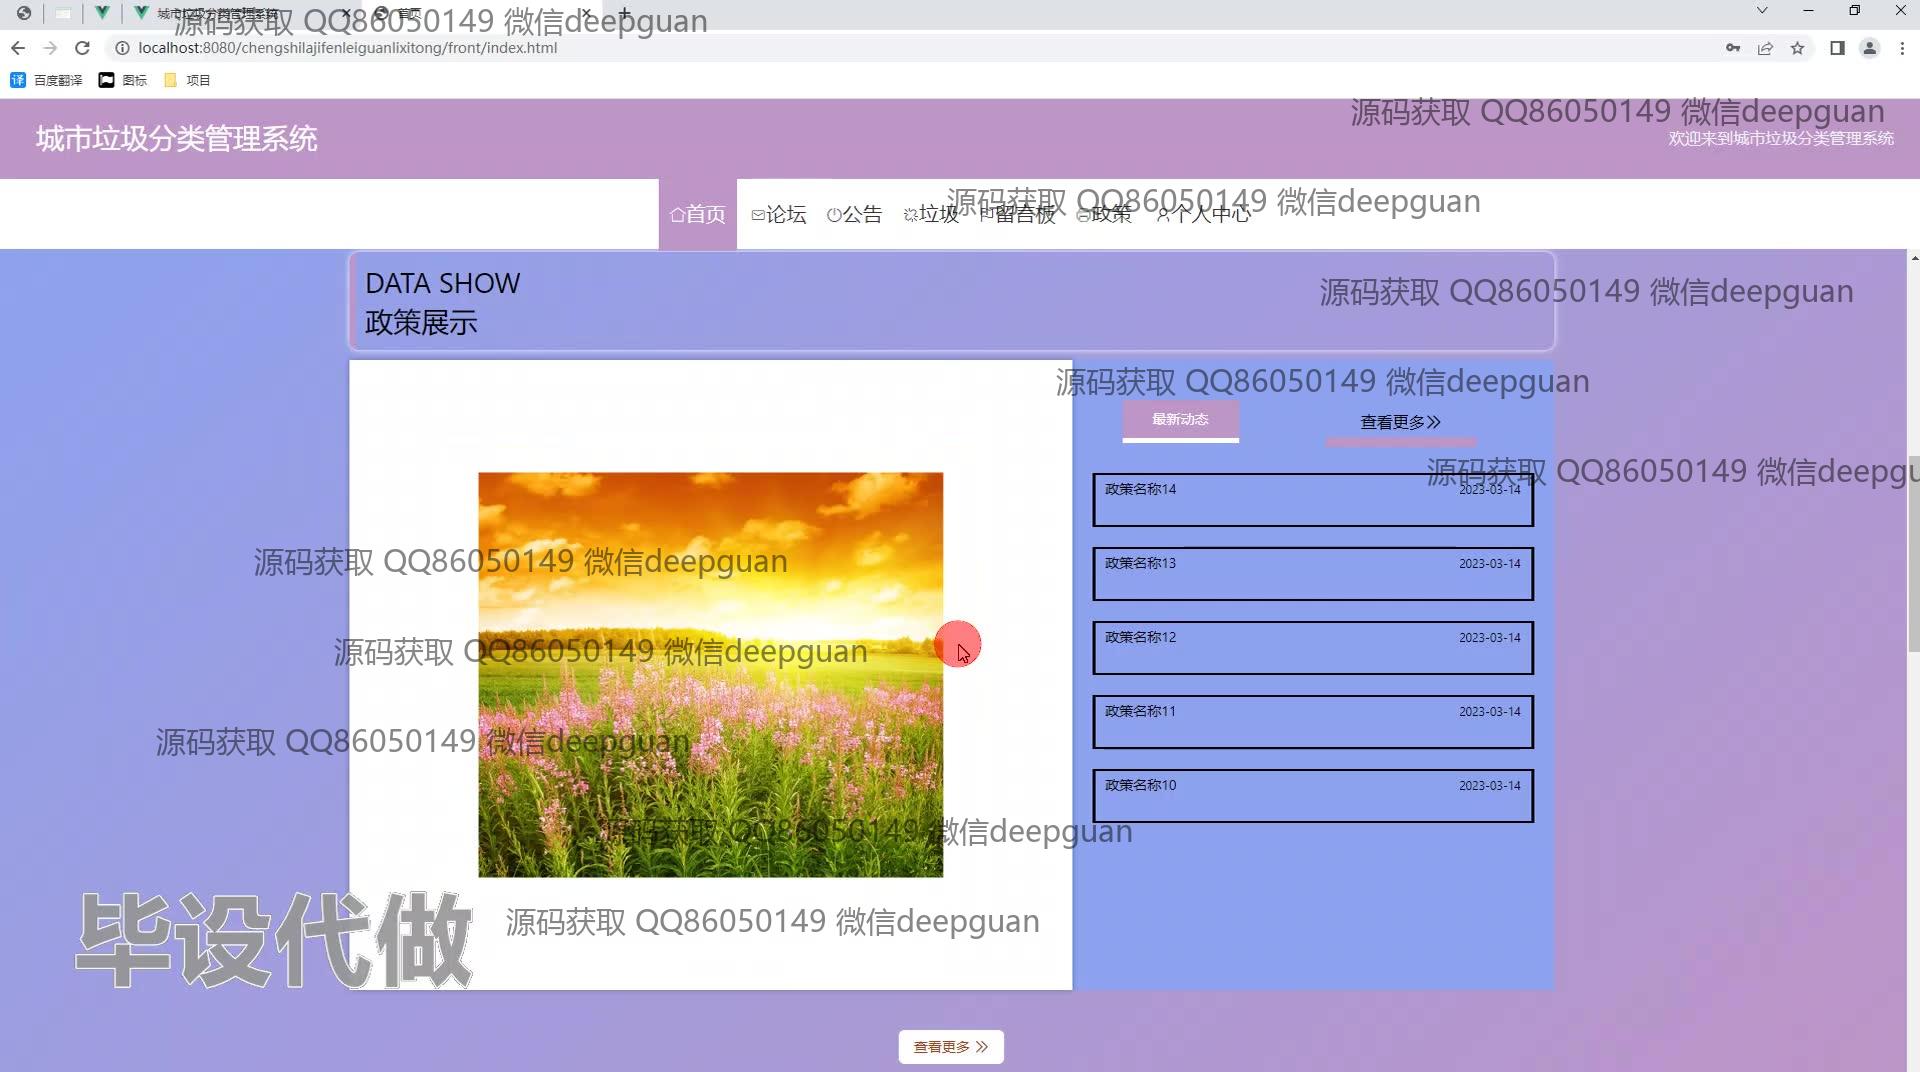 城市垃圾分类管理系统
首页
源码获取 QQ86050149 微信deepguan
localhost:8080/chengshilajifenleiguanlixitong/front/index.html
百度翻译
图标
项目
源码获取 QQ86050149 微信deepguan
城市垃圾分类管理系统
欢迎来到城市垃圾分类管理系统
源码获取 QQ86050149 微信deepguan
首页
论坛
公告
垃圾
留言板
政策
个人中心
DATA SHOW
源码获取 QQ86050149 微信deepguan
政策展示
源码获取 QQ86050149 微信deepguan
最新动态
查看更多
源码获取 QQ86050149 微信deepgu
政策名称14
2023-03-14
源码获取 QQ86050149 微信deepguan
政策名称13
2023-03-14
政策名称12
2023-03-14
源码获取 QQ86050149 微信deepguan
政策名称11
2023-03-14
源码获取 QQ86050149 微信deepguan
政策名称10
2023-03-14
源码获取 QQ86050149 微信deepguan
源码获取 QQ86050149 微信deepguan
毕设代做
查看更多